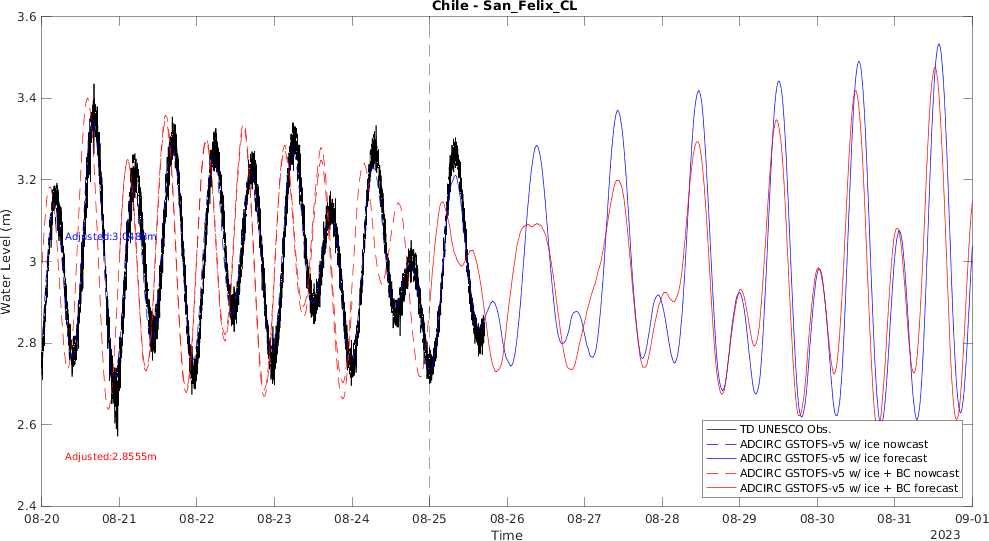 Chile - San_Felix_CL
3.6
3.4
3.2
3
2.8
2.6
2.4
Water Level (m)
Adjusted:3.0488m
Adjusted:2.8555m
TD UNESCO Obs.
ADCIRC GSTOFS-v5 w/ ice nowcast
ADCIRC GSTOFS-v5 w/ ice forecast
ADCIRC GSTOFS-v5 w/ ice + BC nowcast
ADCIRC GSTOFS-v5 w/ ice + BC forecast
08-20 08-21 08-22 08-23 08-24 08-25 08-26 08-27 08-28 08-29 08-30 08-31 09-01
Time
2023